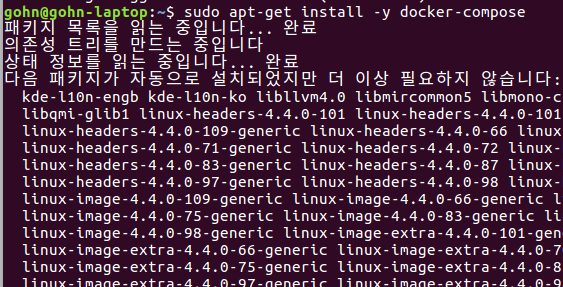 gohn@gohn-laptop:~$ sudo apt-get install -y docker-compose
패키지 목록을 읽는 중입니다... 완료
의존성 트리를 만드는 중입니다
상태 정보를 읽는 중입니다... 완료
다음 패키지가 자동으로 설치되었지만 더 이상 필요하지 않습니다:
kde-l10n-engb kde-l10n-ko libllvm4.0 libmircommon5 libmono-c
libqmi-glib1 linux-headers-4.4.0-101 linux-headers-4.4.0-101
linux-headers-4.4.0-109-generic linux-headers-4.4.0-66 linux
linux-headers-4.4.0-71-generic linux-headers-4.4.0-72 linux-
linux-headers-4.4.0-83-generic linux-headers-4.4.0-87 linux-
linux-headers-4.4.0-97-generic linux-headers-4.4.0-98 linux-
linux-image-4.4.0-109-generic linux-image-4.4.0-66-generic l
linux-image-4.4.0-75-generic linux-image-4.4.0-83-generic li
linux-image-4.4.0-98-generic linux-image-extra-4.4.0-101-gen
linux-image-extra-4.4.0-66-generic linux-image-extra-4.4.0-7
linux-image-extra-4.4.0-75-generic linux-image-extra-4.4.0-8
linux-image-extra-4.4.0-97-generic linux-image-extra-4.4.0-9